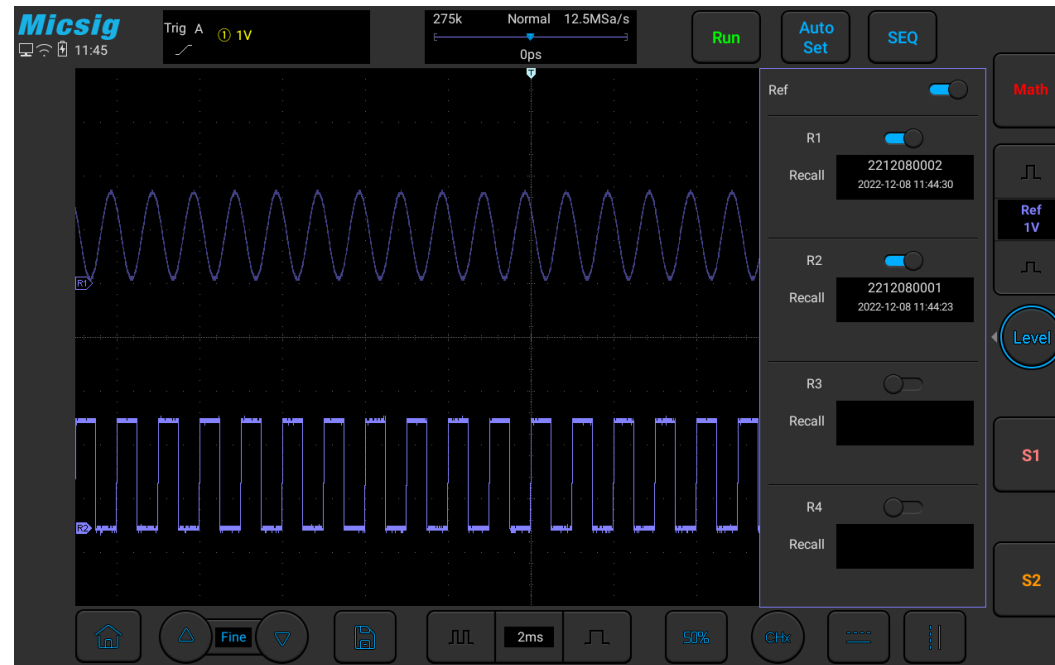 Micsig
11:45
Trig A ① 1V
275k Normal 12.5MSa/s
0ps
Run
Auto
Set
SEQ
T
Ref
Math
R1
Recall
2212080002
2022-12-08 11:44:30
Ref
1V
R1
R2
Recall
2212080001
2022-12-08 11:44:23
Level
R3
Recall
S1
R2
R4
Recall
S2
Fine
2ms
50%
CHx